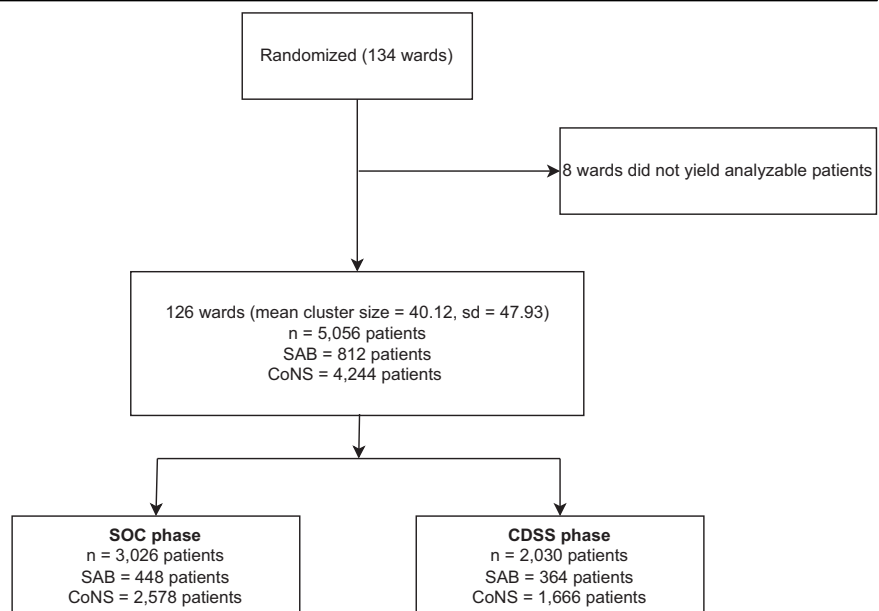 Randomized (134 wards)
8 wards did not yield analyzable patients
126 wards (mean cluster size = 40.12, sd = 47.93)
n = 5,056 patients
SAB = 812 patients
CoNS = 4,244 patients
SOC phase
n = 3,026 patients
SAB = 448 patients
CoNS = 2,578 patients
CDSS phase
n = 2,030 patients
SAB = 364 patients
CoNS = 1,666 patients